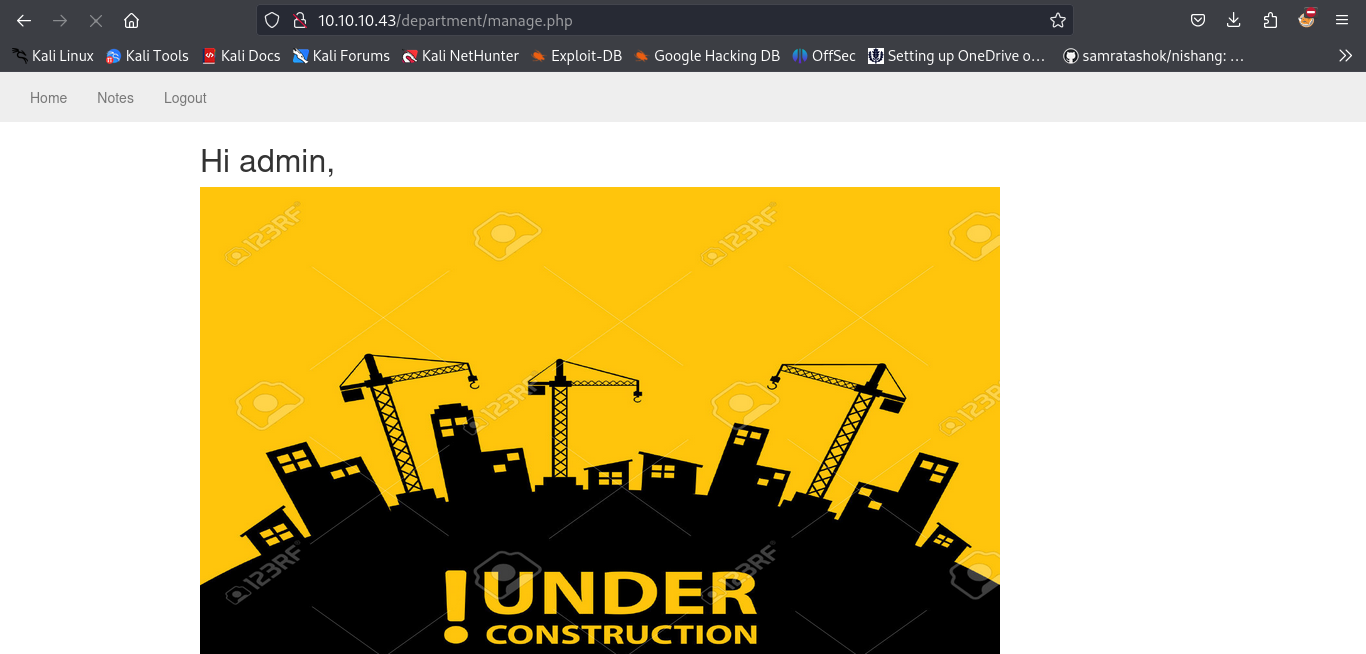 10.10.10.43/department/manage.php
Kali Linux Kali Tools Kali Docs Kali Forums Kali NetHunter Exploit-DB Google Hacking DB OffSec Setting up OneDrive o… samratashok/nishang: …
Home Notes Logout
Hi admin,
123RF 123RF
123RF 123RF
123RF 123RF
! UNDER
CONSTRUCTION